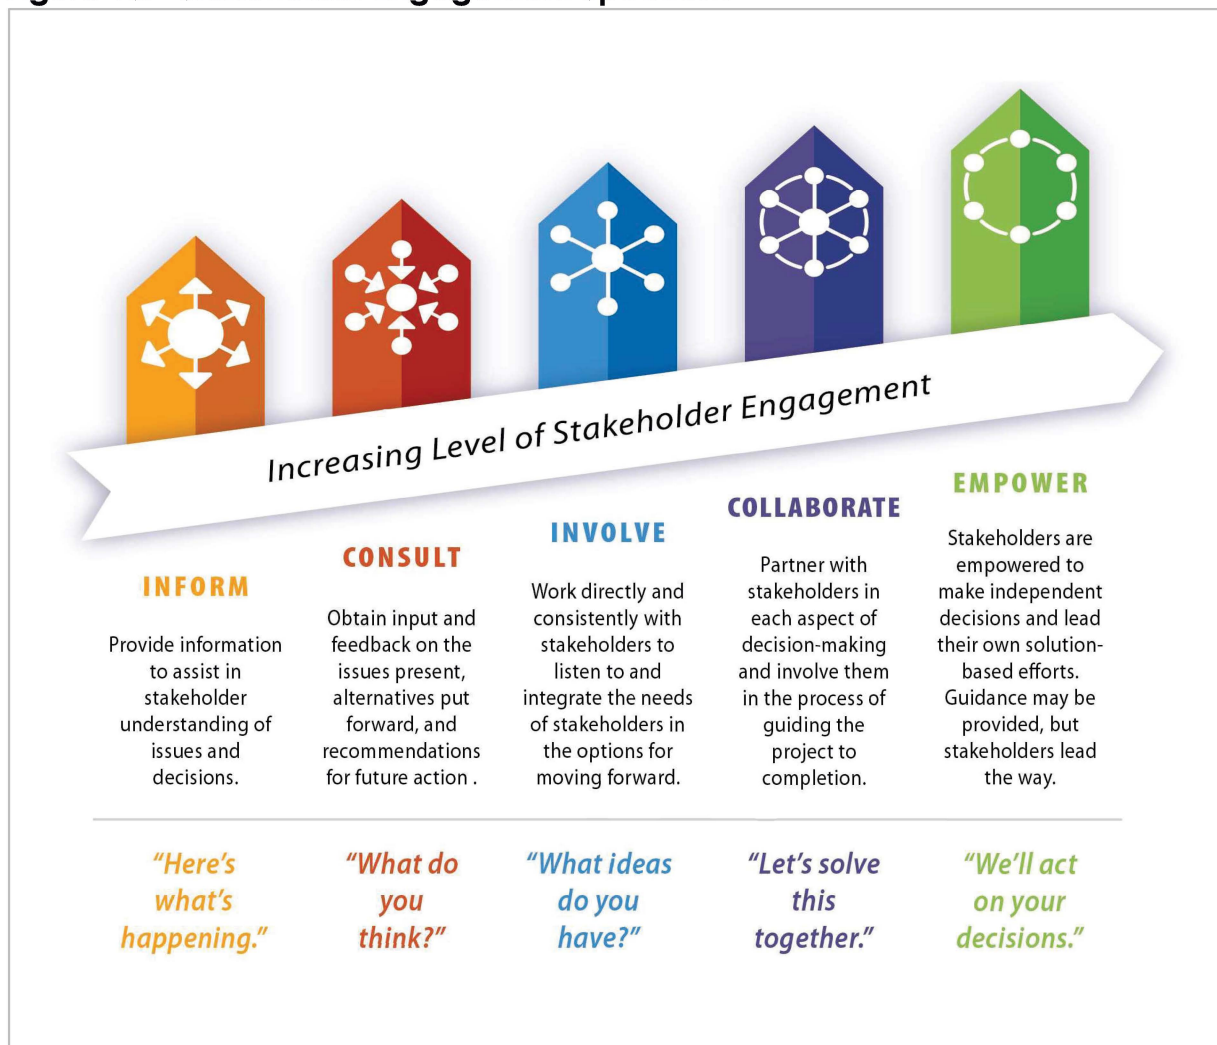 Increasing Level of Stakeholder Engagement
INFORM
Provide information
to assist in
stakeholder
understanding of
issues and
decisions.
"Here's
what's
happening."
CONSULT
Obtain input and
feedback on the
issues present,
alternatives put
forward, and
recommendations
for future action .
"What do
you
think?"
INVOLVE
Work directly and
consistently with
stakeholders to
listen to and
integrate the needs
of stakeholders in
the options for
moving forward.
"What ideas
do you
have?"
COLLABORATE
Partner with
stakeholders in
each aspect of
decision-making
and involve them
in the process of
guiding the
project to
completion.
"Let's solve
this
together."
EMPOWER
Stakeholders are
empowered to
make independent
decisions and lead
their own solution-
based efforts.
Guidance may be
provided, but
stakeholders lead
the way.
"We'll act
on your
decisions."